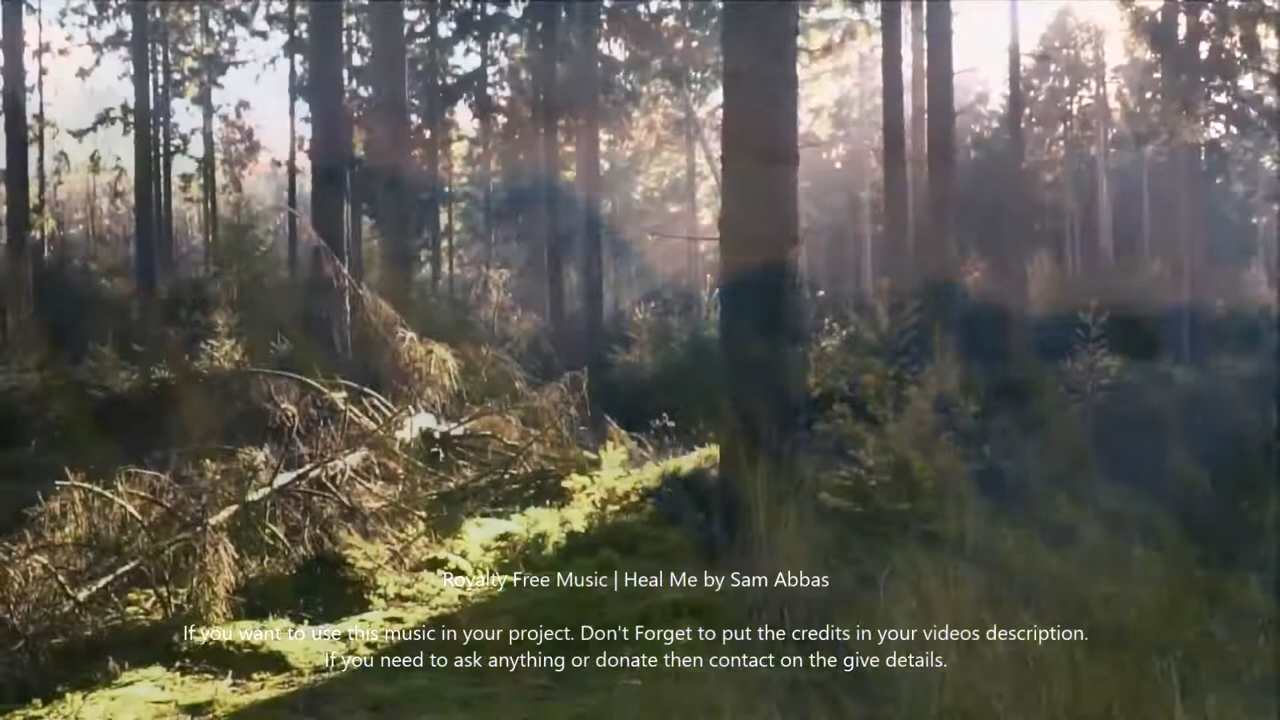 Royalty Free Music | Heal Me by Sam Abbas
If you want to use this music in your project. Don't Forget to put the credits in your videos description.
If you need to ask anything or donate then contact on the give details.